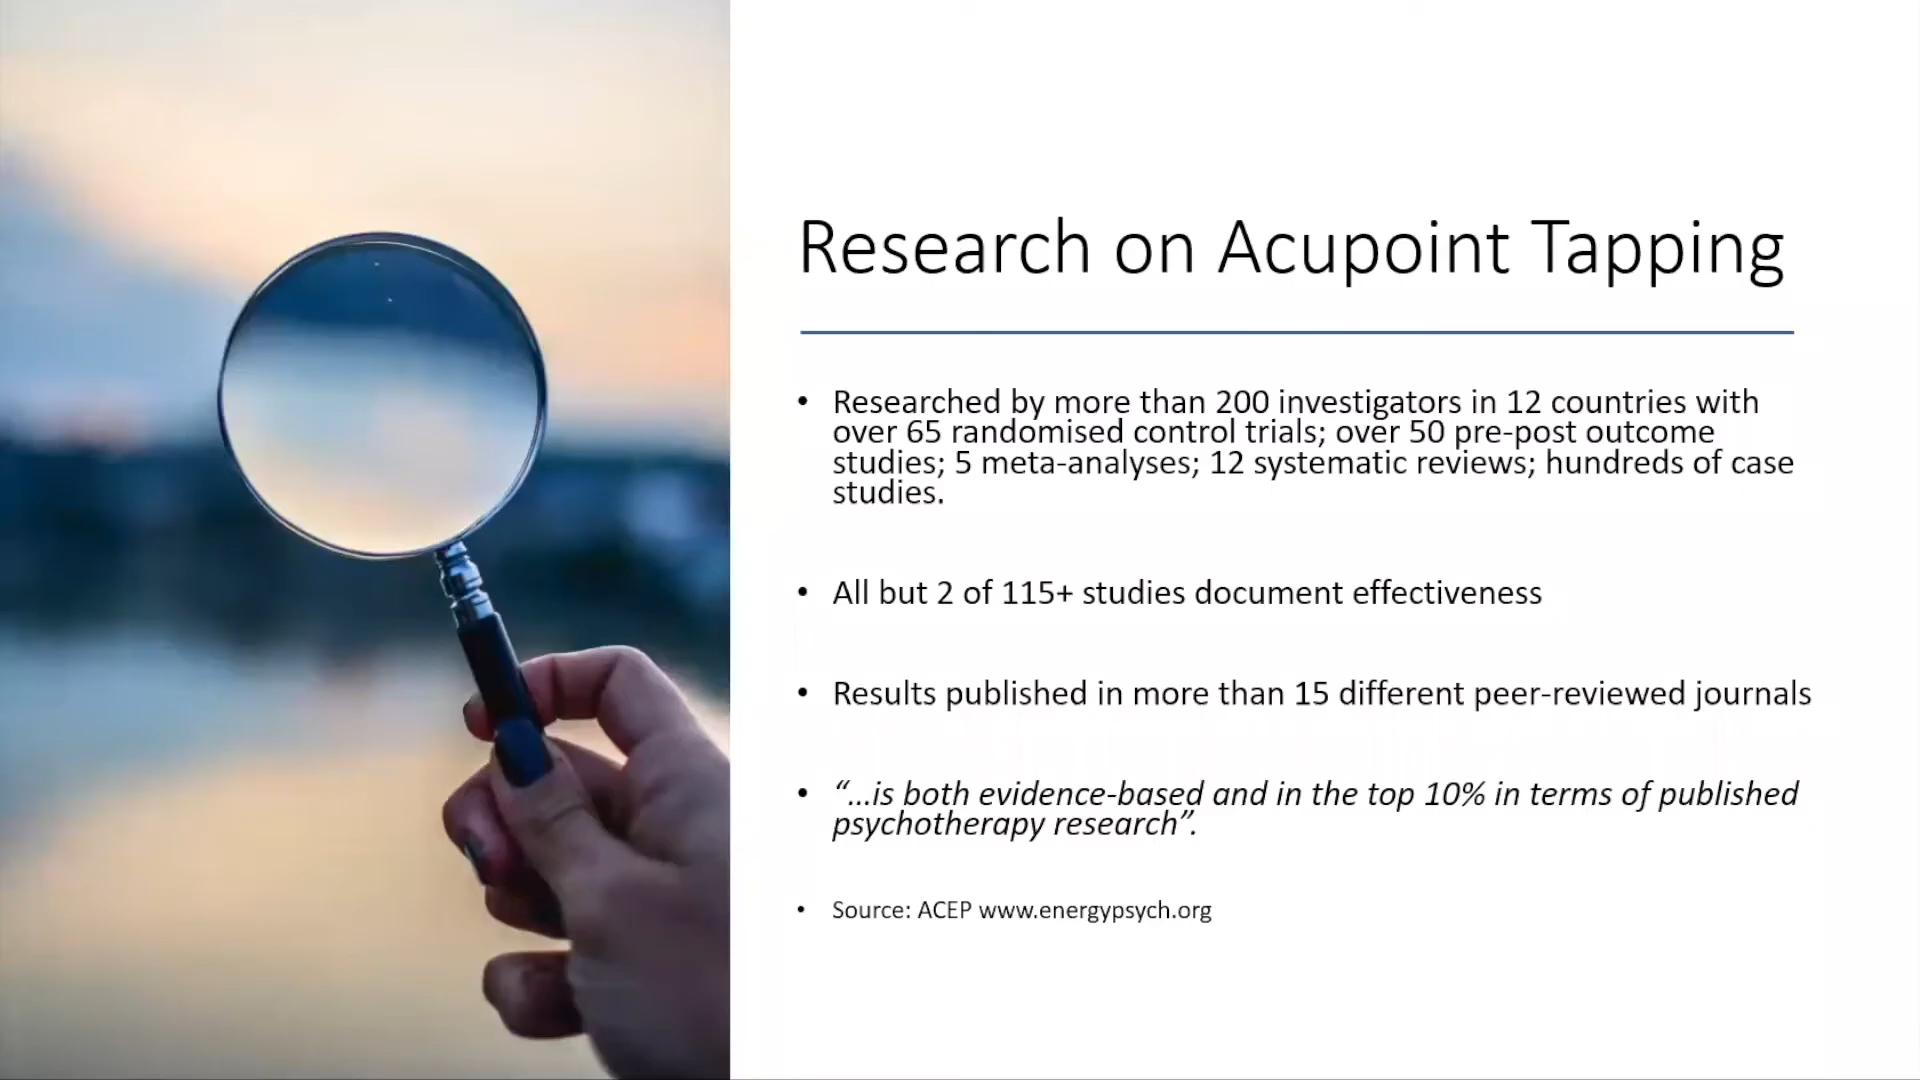 Research on Acupoint Tapping
• Researched by more than 200 investigators in 12 countries with
over 65 randomised control trials; over 50 pre-post outcome
studies; 5 meta-analyses; 12 systematic reviews; hundreds of case
studies.
• All but 2 of 115+ studies document effectiveness
• Results published in more than 15 different peer-reviewed journals
• “…is both evidence-based and in the top 10% in terms of published
psychotherapy research”.
• Source: ACEP www.energypsych.org